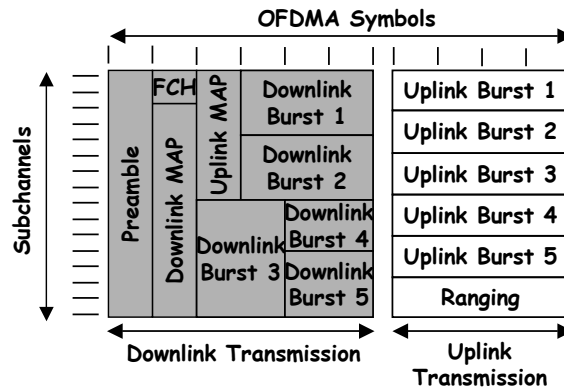 OFDMA Symbols
Subchannels
Preamble
FCH
Downlink MAP
Uplink MAP
Downlink
Burst 1
Downlink
Burst 2
Downlink
Burst 3
Downlink
Burst 4
Downlink
Burst 5
Uplink Burst 1
Uplink Burst 2
Uplink Burst 3
Uplink Burst 4
Uplink Burst 5
Ranging
Downlink Transmission
Uplink
Transmission